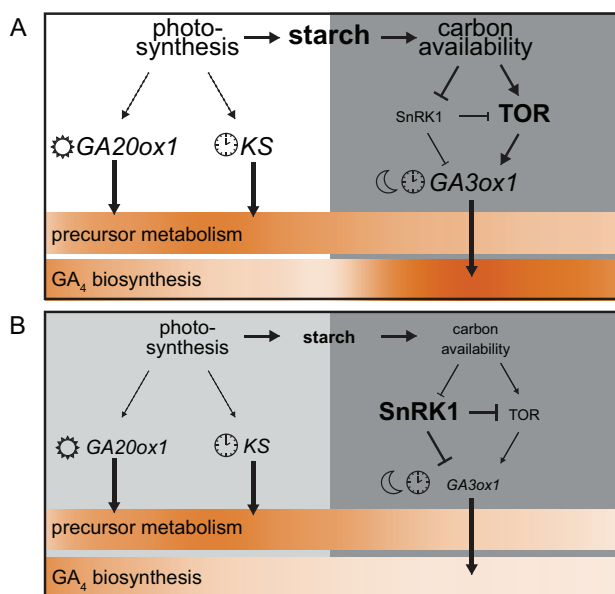 A
photo-
synthesis
starch
carbon
availability
SnRK1
TOR
GA20ox1
KS
GA3ox1
precursor metabolism
GA₄ biosynthesis
B
photo-
synthesis
starch
carbon
availability
SnRK1
TOR
GA20ox1
KS
GA3ox1
precursor metabolism
GA₄ biosynthesis